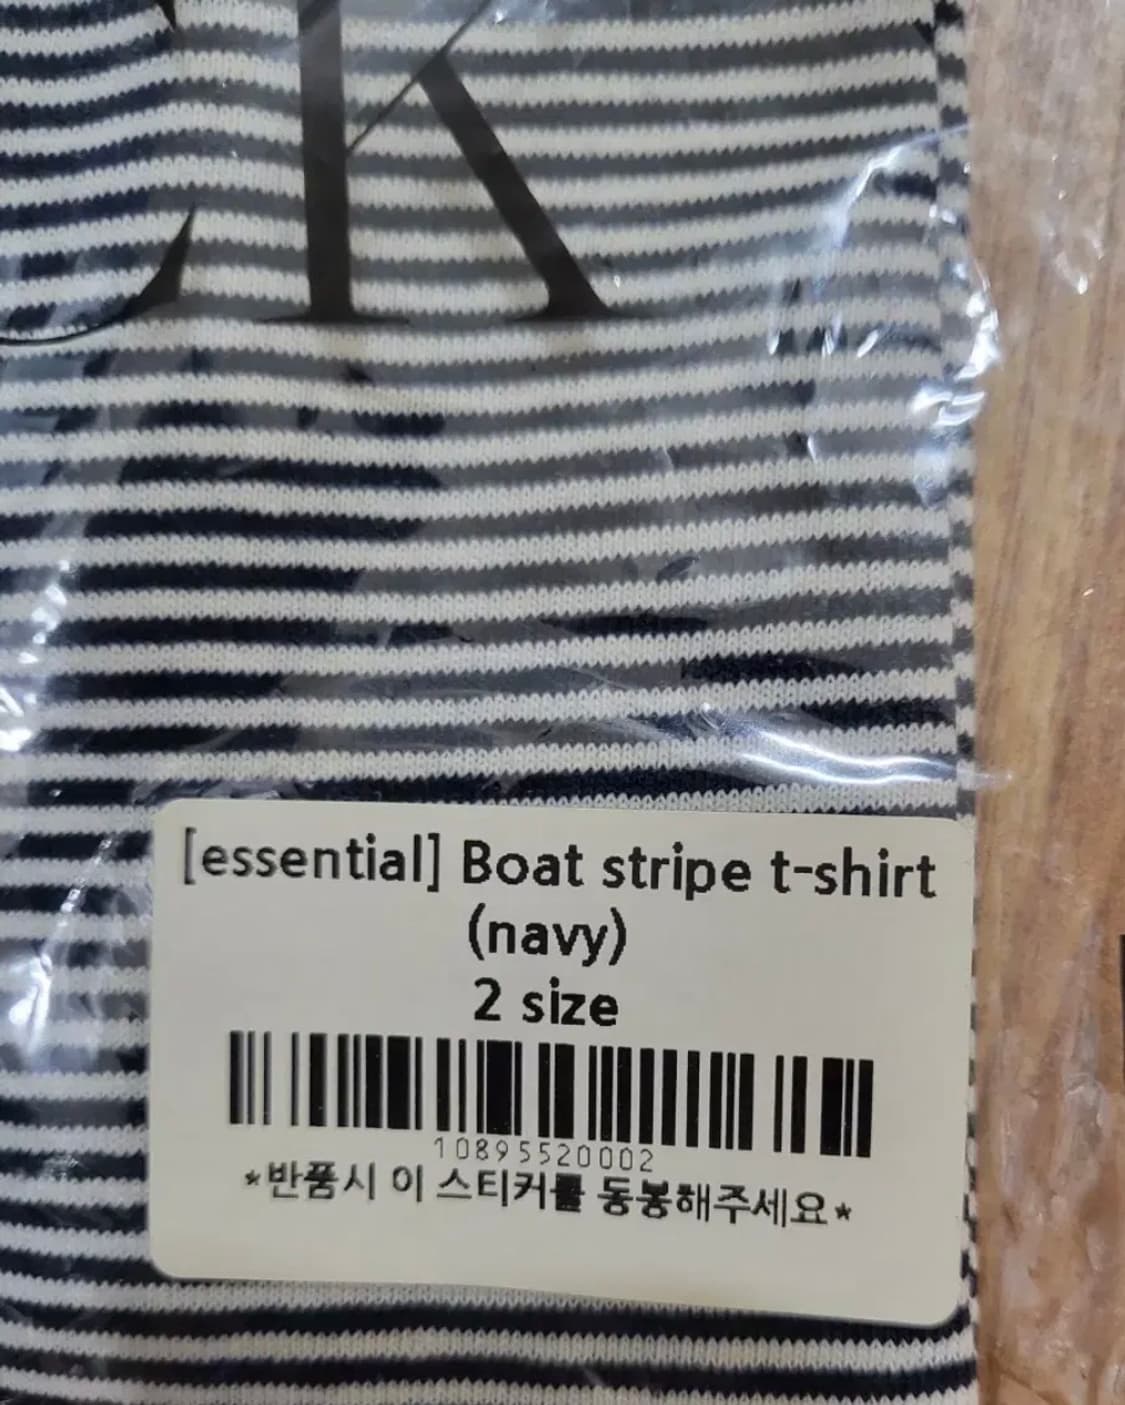 CK
[essential] Boat stripe t-shirt
(navy)
2 size
10895520002
*반품시 이 스티커를 동봉해주세요*